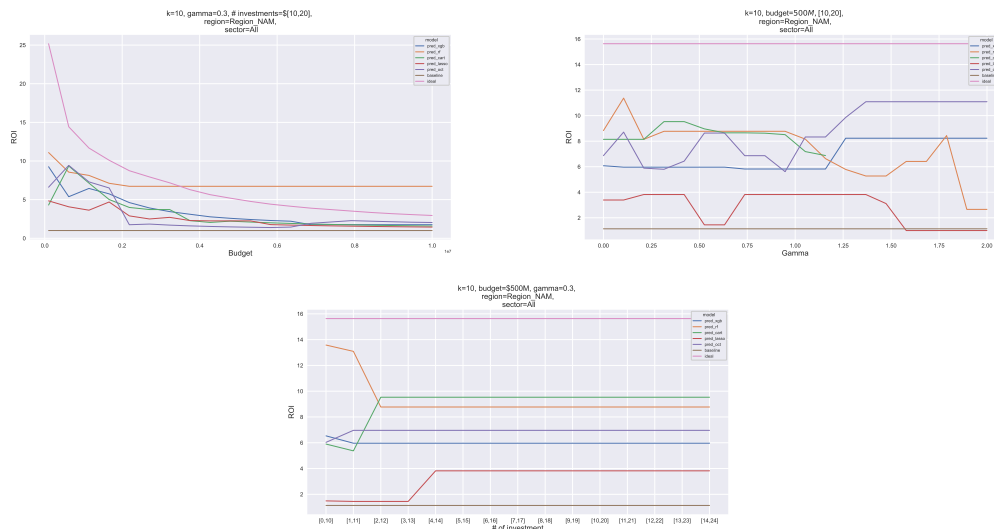 k=10, gamma=0.3, # investments=$[10,20],
region=Region_NAM,
sector=All
ROI
25
20
15
10
5
0
0.0
0.2
0.4
0.6
0.8
1.0
Budget
model
pred_xgb
pred_rf
pred_cart
pred_lasso
pred_oct
baseline
ideal
k=10, budget=500M, [10,20],
region=Region_NAM,
sector=All
ROI
16
14
12
10
8
6
4
2
0.00
0.25
0.50
0.75
1.00
1.25
1.50
1.75
2.00
Gamma
model
baseline
ideal
k=10, budget=$500M, gamma=0.3,
region=Region_NAM,
sector=All
ROI
16
14
12
10
8
6
4
2
[0,10]
[1,11]
[2,12]
[3,13]
[4,14]
[5,15]
[6,16]
[7,17]
[8,18]
[9,19]
[10,20]
[11,21]
[12,22]
[13,23]
[14,24]
# of investment
model
pred_xgb
pred_rf
pred_cart
pred_lasso
pred_oct
baseline
ideal